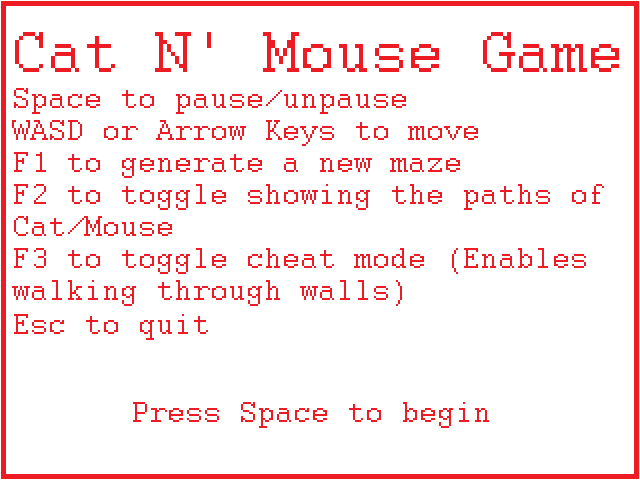 Cat N' Mouse Game
Space to pause/unpause
WASD or Arrow Keys to move
F1 to generate a new maze
F2 to toggle showing the paths of
Cat/Mouse
F3 to toggle cheat mode (Enables
walking through walls)
Esc to quit
Press Space to begin